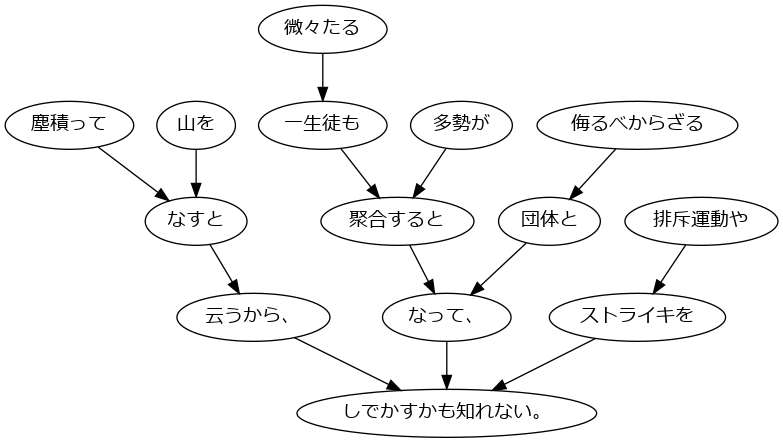 微々たる
塵積って
山を
一生徒も
多勢が
侮るべからざる
なすと
聚合すると
団体と
排斥運動や
云うから、
なって、
ストライキを
しでかすかも知れない。